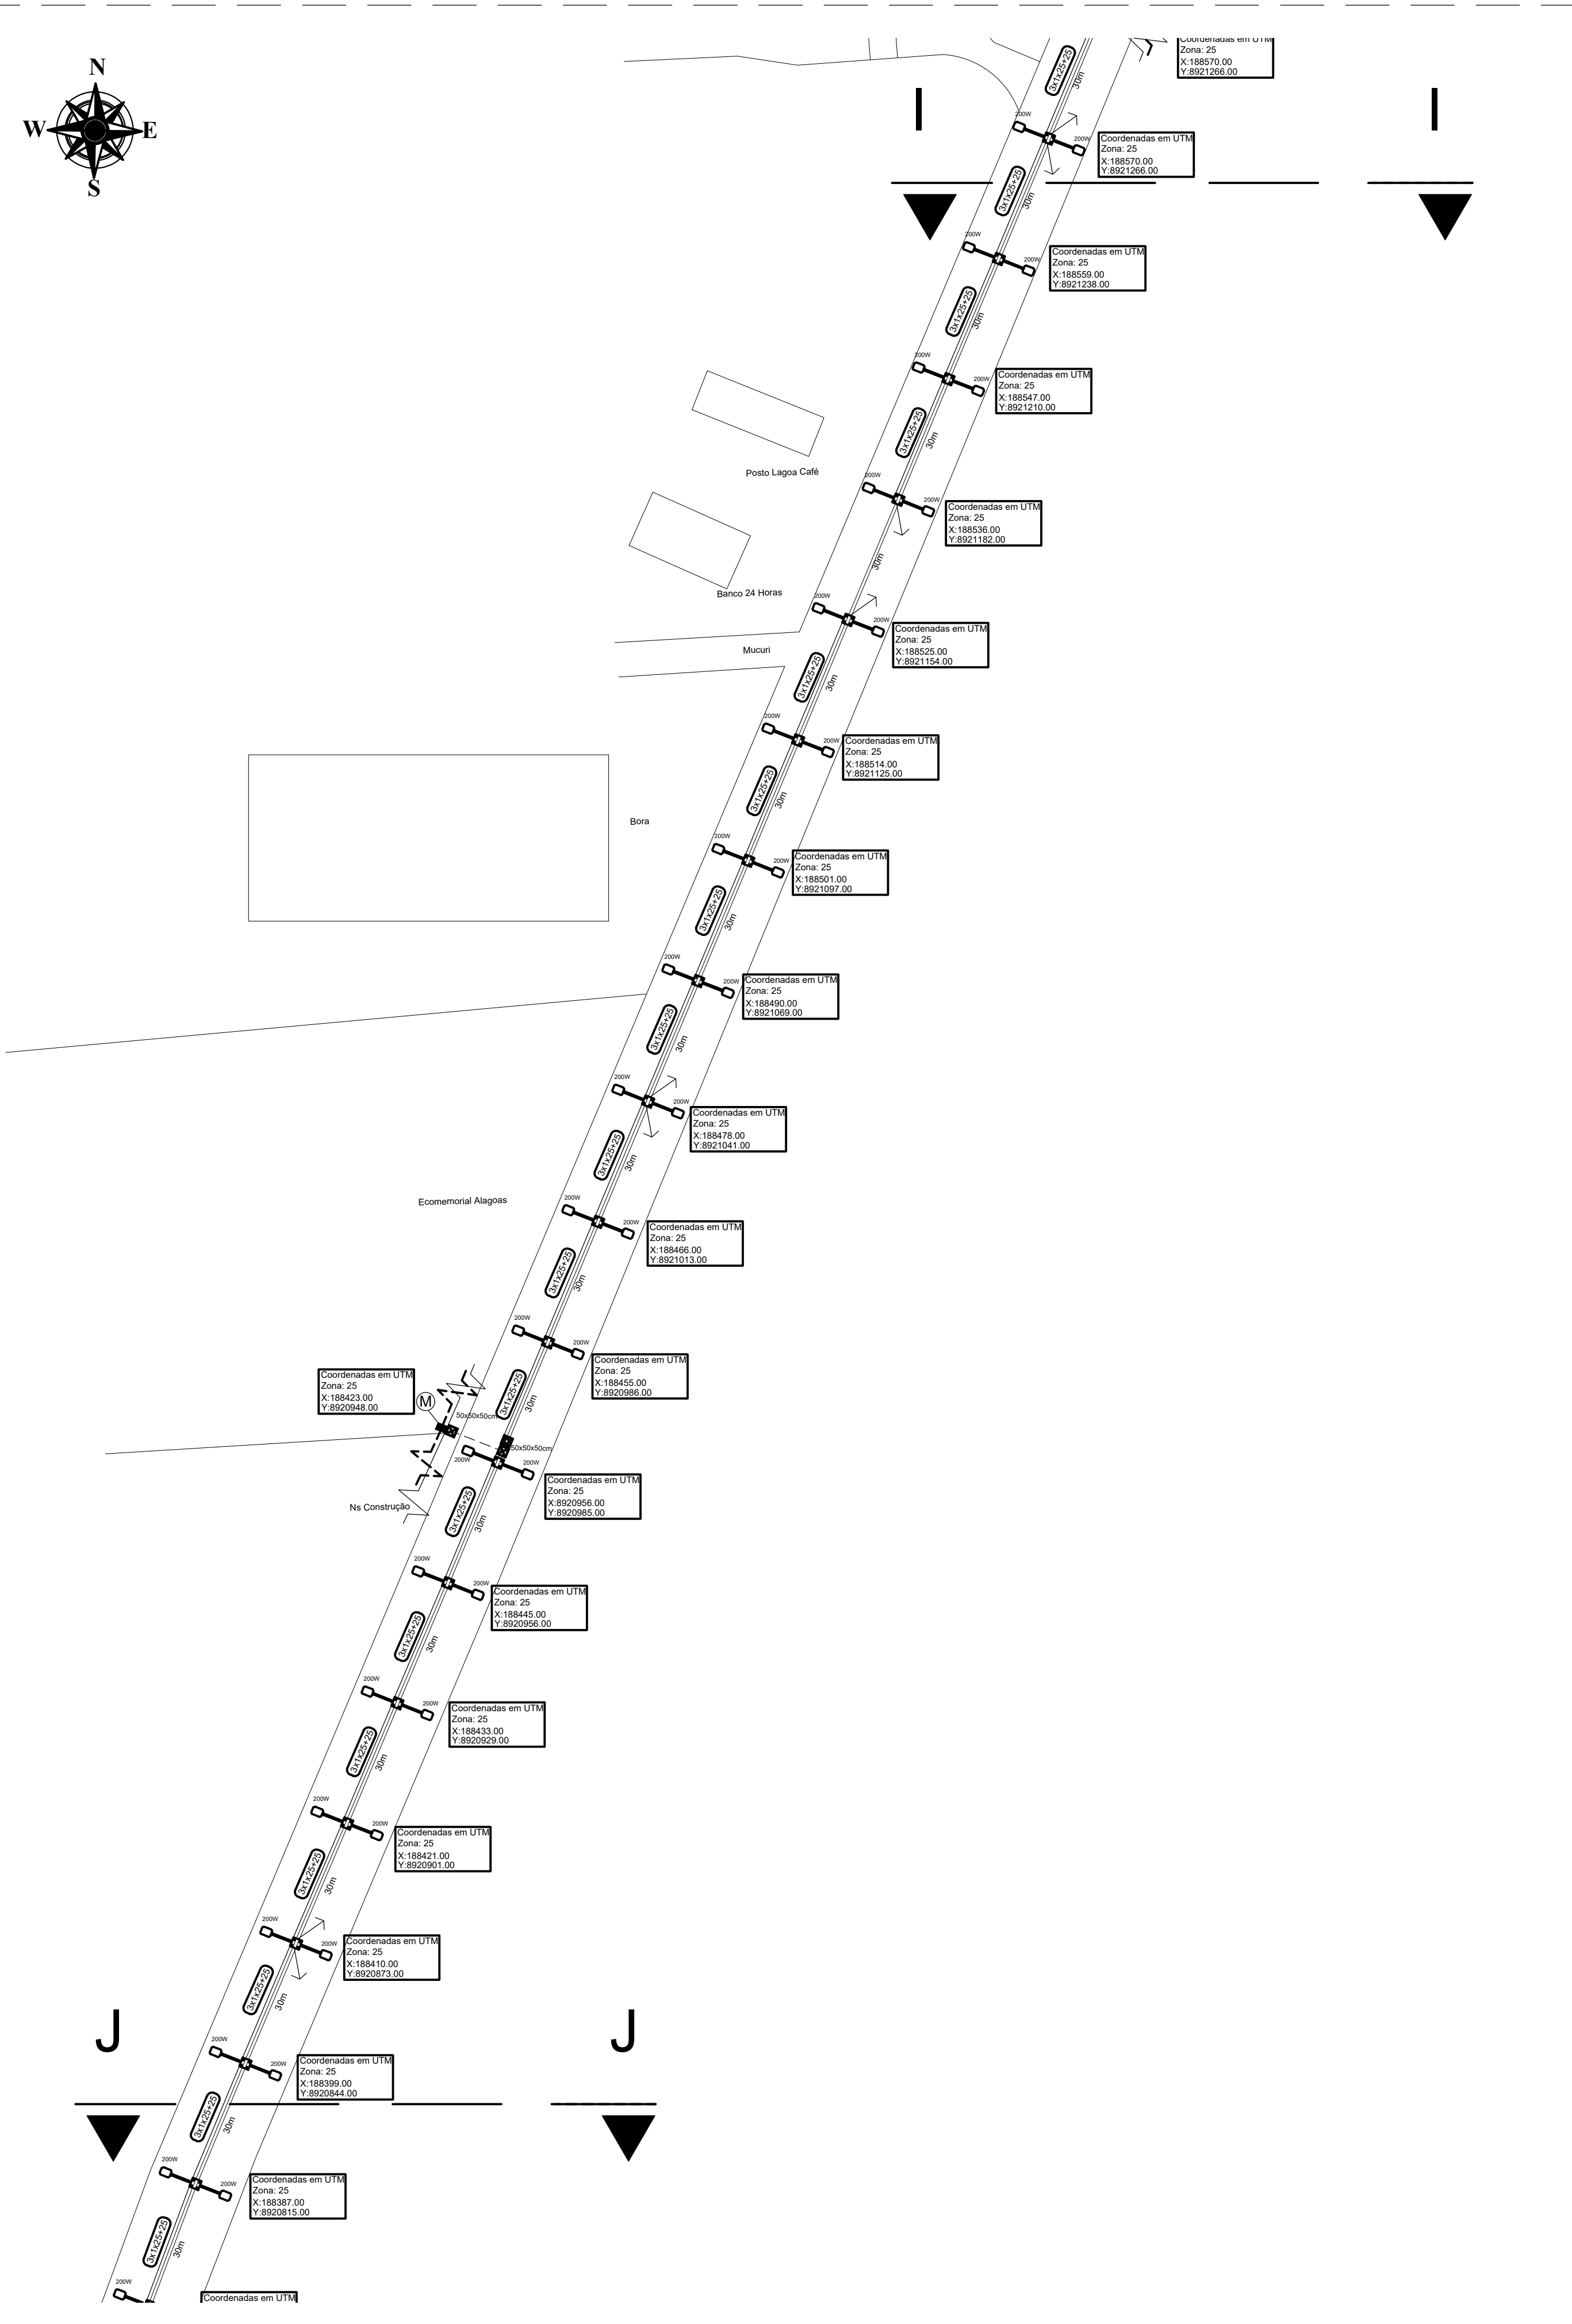 N
W
E
S
Coordenadas em UTM
Zona: 25
X:188570.00
Y:8921266.00
3x1x25+25
30m
I
I
200W
200W
Coordenadas em UTM
Zona: 25
X:188570.00
Y:8921266.00
3x1x25+25
30m
200W
200W
Coordenadas em UTM
Zona: 25
X:188559.00
Y:8921238.00
3x1x25+25
30m
200W
200W
Coordenadas em UTM
Zona: 25
X:188547.00
Y:8921210.00
3x1x25+25
30m
Posto Lagoa Café
200W
200W
Coordenadas em UTM
Zona: 25
X:188536.00
Y:8921182.00
30m
Banco 24 Horas
200W
200W
Coordenadas em UTM
Zona: 25
X:188525.00
Y:8921154.00
Mucuri
3x1x25+25
30m
200W
200W
Coordenadas em UTM
Zona: 25
X:188514.00
Y:8921125.00
3x1x25+25
30m
Bora
200W
200W
Coordenadas em UTM
Zona: 25
X:188501.00
Y:8921097.00
3x1x25+25
30m
200W
200W
Coordenadas em UTM
Zona: 25
X:188490.00
Y:8921069.00
3x1x25+25
30m
200W
200W
Coordenadas em UTM
Zona: 25
X:188478.00
Y:8921041.00
3x1x25+25
30m
Ecomemorial Alagoas
200W
200W
Coordenadas em UTM
Zona: 25
X:188466.00
Y:8921013.00
3x1x25+25
30m
200W
200W
Coordenadas em UTM
Zona: 25
X:188455.00
Y:8920986.00
Coordenadas em UTM
Zona: 25
X:188423.00
Y:8920948.00
M
3x1x25+25
30m
50x50x50cm
50x50x50cm
200W
200W
Coordenadas em UTM
Zona: 25
X:8920956.00
Y:8920985.00
Ns Construção
3x1x25+25
30m
200W
200W
Coordenadas em UTM
Zona: 25
X:188445.00
Y:8920956.00
3x1x25+25
30m
200W
200W
Coordenadas em UTM
Zona: 25
X:188433.00
Y:8920929.00
3x1x25+25
30m
200W
200W
Coordenadas em UTM
Zona: 25
X:188421.00
Y:8920901.00
3x1x25+25
30m
200W
200W
Coordenadas em UTM
Zona: 25
X:188410.00
Y:8920873.00
3x1x25+25
30m
J
J
200W
200W
Coordenadas em UTM
Zona: 25
X:188399.00
Y:8920844.00
3x1x25+25
30m
200W
200W
Coordenadas em UTM
Zona: 25
X:188387.00
Y:8920815.00
3x1x25+25
30m
200W
Coordenadas em UTM